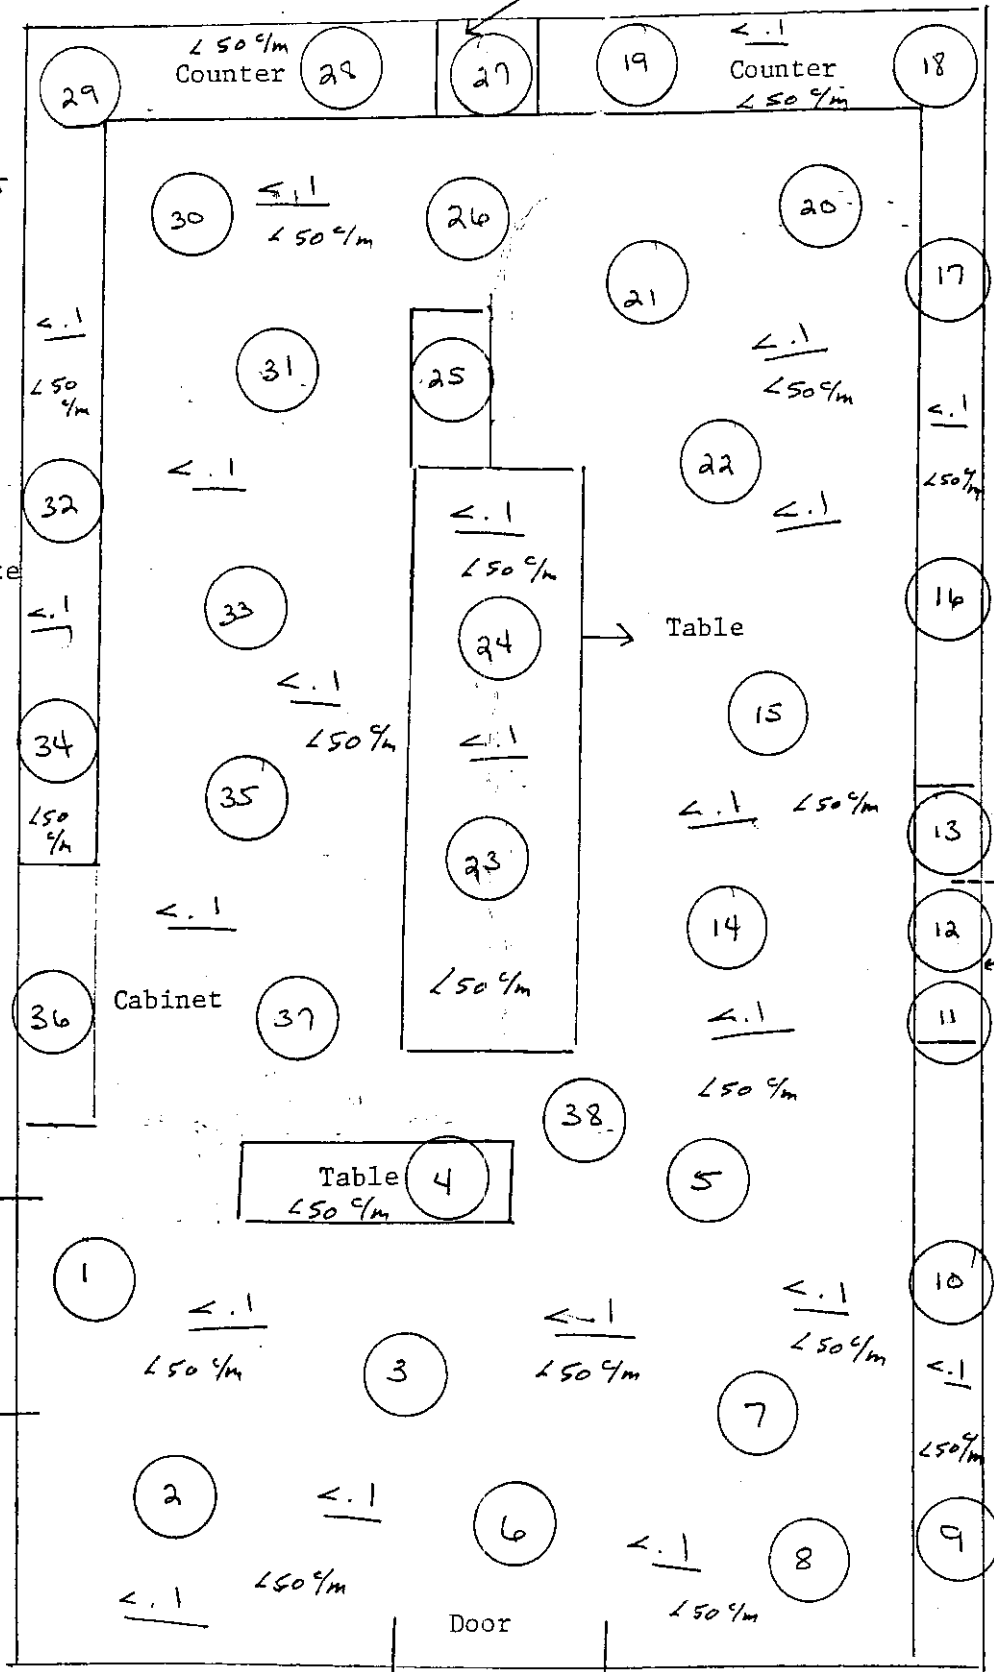 < 50 c/m
Counter
28
27
19
< .1
Counter
< 50 c/m
18
29
30
< .1
< 50 c/m
26
20
21
17
< .1
< 50
c/m
31
25
< .1
< 50 c/m
< .1
< 50 c/m
< .1
22
32
< .1
< 50 c/m
< .1
16
< .1
33
24
Table
< .1
< 50 c/m
15
34
< .1
35
< .1
< 50 c/m
13
< 50
c/m
23
< .1
14
12
< 50 c/m
36
Cabinet
37
< .1
11
< 50 c/m
38
Table
< 50 c/m
4
5
1
< .1
< 50 c/m
< .1
< 50 c/m
< .1
< 50 c/m
10
3
< .1
7
< 50 c/m
2
< .1
6
< .1
8
9
< 50 c/m
< .1
< 50 c/m
Door